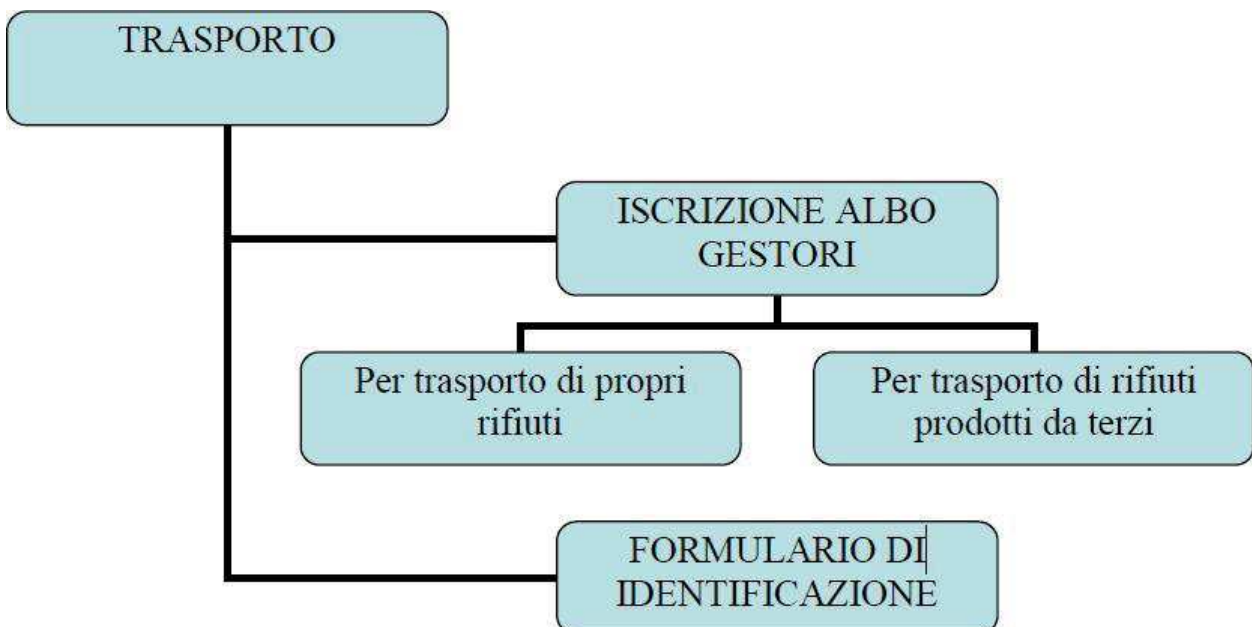 TRASPORTO
ISCRIZIONE ALBO
GESTORI
Per trasporto di propri
rifiuti
Per trasporto di rifiuti
prodotti da terzi
FORMULARIO DI
IDENTIFICAZIONE